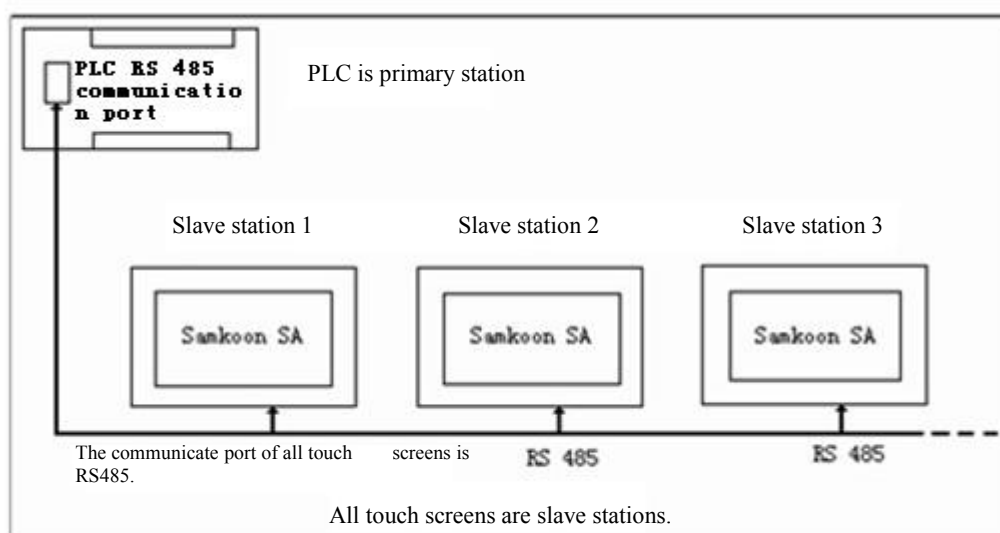 PLC RS 485
communicatio
n port
PLC is primary station
Slave station 1
Slave station 2
Slave station 3
Samkoon SA
Samkoon SA
Samkoon SA
The communicate port of all touch screens is
RS485.
RS 485
RS 485
All touch screens are slave stations.